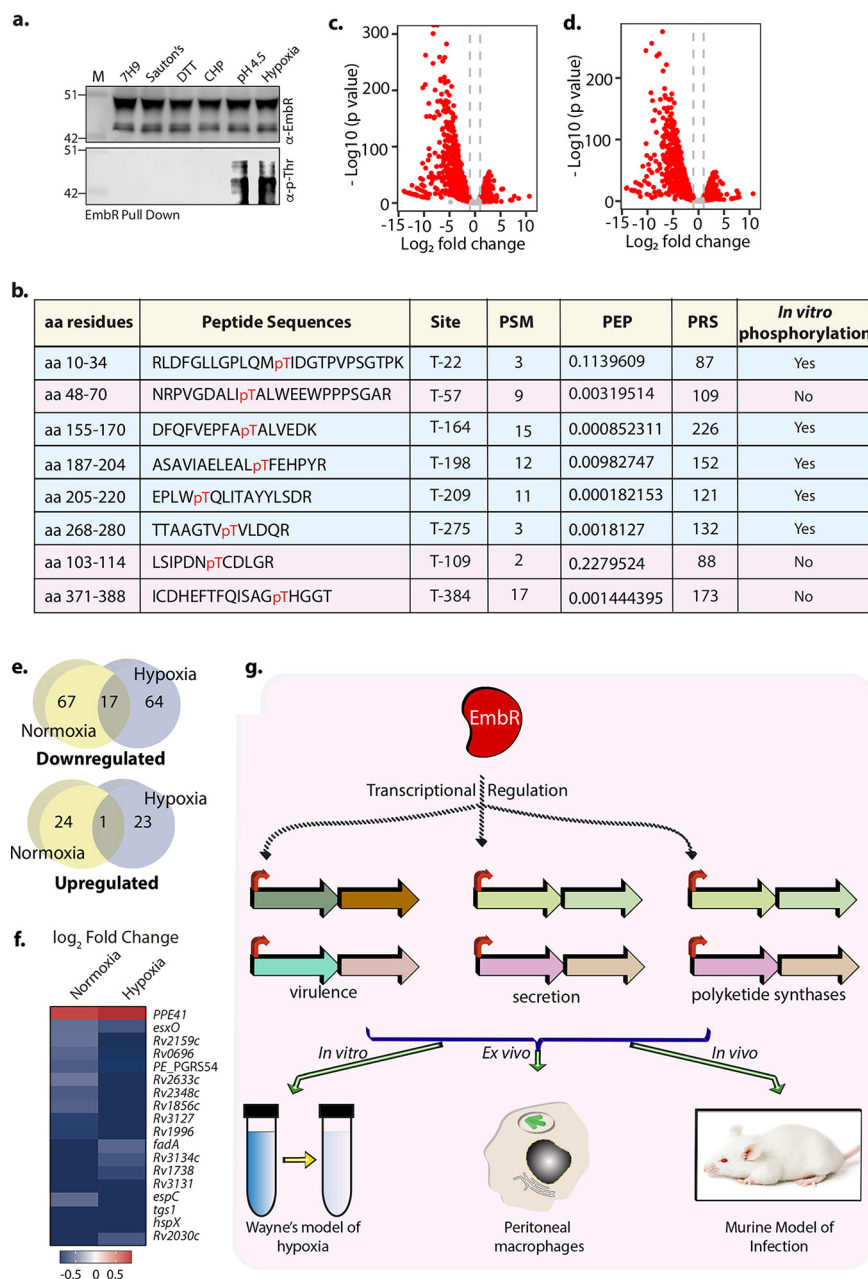 a.
M 7H9 Sauton's DTT CHP pH 4.5 Hypoxia
51
42
α-EmbR
51
42
α-p-Thr
EmbR Pull Down
c.
300
200
100
0
- Log10 (p value)
-15 -10 -5 0 5 10
Log2 fold change
d.
200
100
0
- Log10 (p value)
-15 -10 -5 0 5 10
Log2 fold change
b.
aa residues Peptide Sequences Site PSM PEP PRS In vitro phosphorylation
aa 10-34 RLDFGLLGPLQMpTIDGTPVPSGTPK T-22 3 0.1139609 87 Yes
aa 48-70 NRPVGDALIpTALWEEWPPPSGAR T-57 9 0.00319514 109 No
aa 155-170 DFQFVEPFApTALVEDK T-164 15 0.000852311 226 Yes
aa 187-204 ASAVIAELEALpTFEHPYR T-198 12 0.00982747 152 Yes
aa 205-220 EPLWpTQLITAYYLSDR T-209 11 0.000182153 121 Yes
aa 268-280 TTAAGTVpTVLDQR T-275 3 0.0018127 132 Yes
aa 103-114 LSIPDNpTCDLGR T-109 2 0.2279524 88 No
aa 371-388 ICDHEFTFQISAGpTHGGT T-384 17 0.001444395 173 No
e.
Hypoxia
67 17 64
Normoxia
Downregulated
Hypoxia
24 1 23
Normoxia
Upregulated
f.
log2 Fold Change
Normoxia Hypoxia
PPE41
esxO
Rv2159c
Rv0696
PE_PGRS54
Rv2633c
Rv2348c
Rv1856c
Rv3127
Rv1996
fadA
Rv3134c
Rv1738
Rv3131
espC
tgs1
hspX
Rv2030c
-0.5 0 0.5
g.
EmbR
Transcriptional Regulation
virulence secretion polyketide synthases
In vitro Ex vivo In vivo
Wayne's model of hypoxia
Peritoneal macrophages
Murine Model of Infection